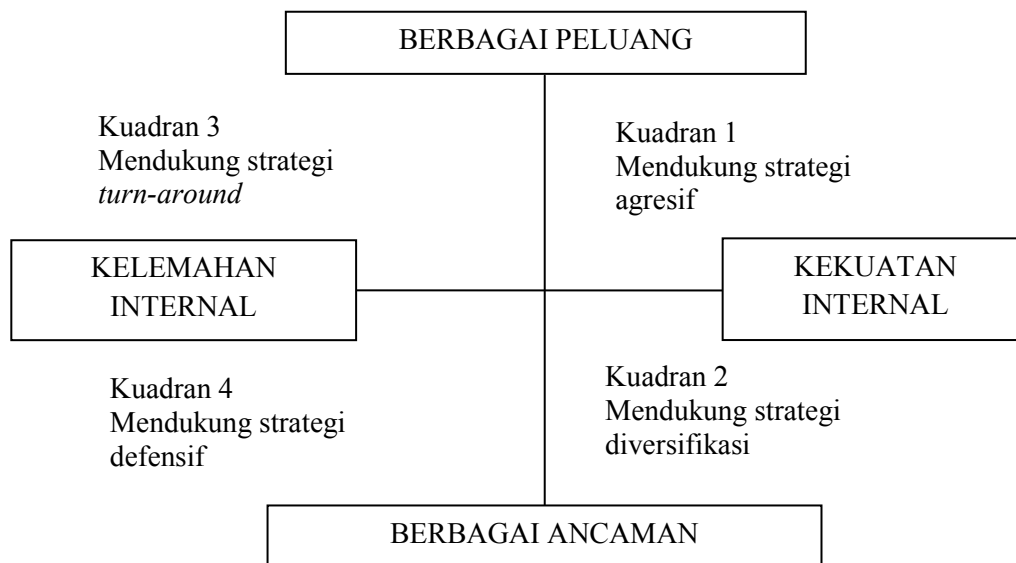 BERBAGAI PELUANG
Kuadran 3
Mendukung strategi
turn-around
Kuadran 1
Mendukung strategi
agresif
KELEMAHAN
INTERNAL
KEKUATAN
INTERNAL
Kuadran 4
Mendukung strategi
defensif
Kuadran 2
Mendukung strategi
diversifikasi
BERBAGAI ANCAMAN